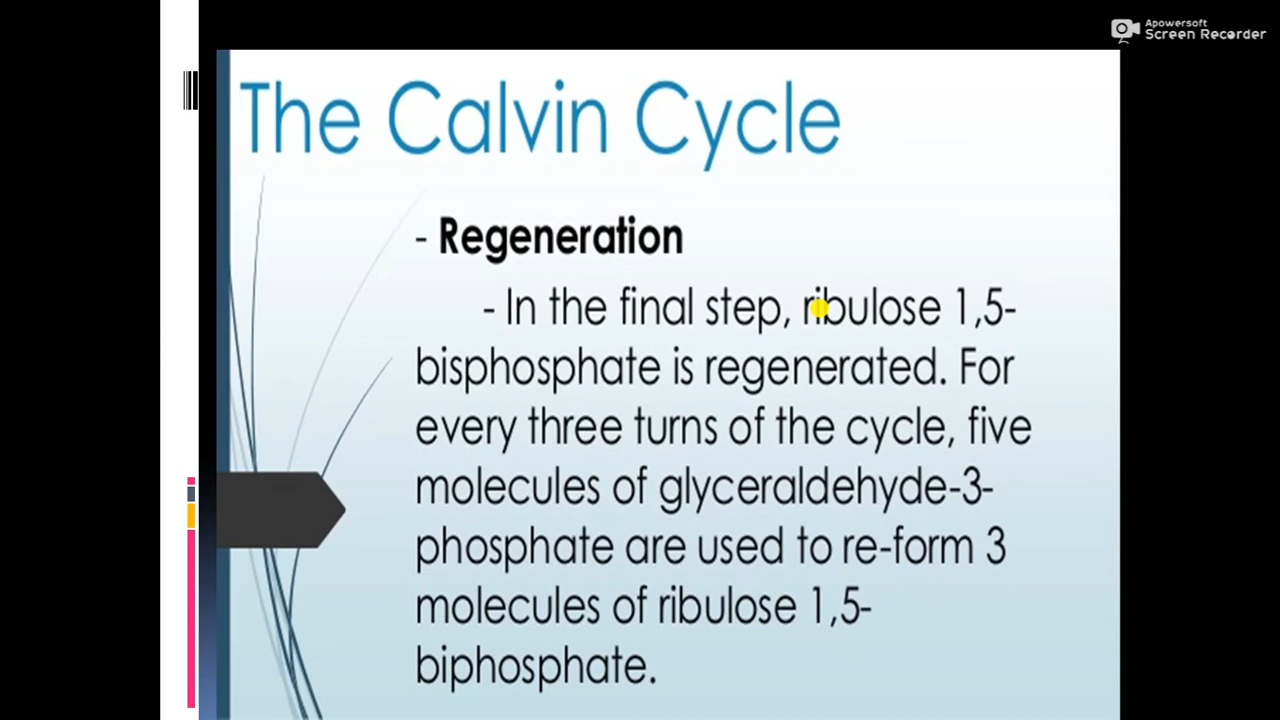 Apowersoft
Screen Recorder
The Calvin Cycle
- Regeneration
- In the final step, ribulose 1,5-
bisphosphate is regenerated. For
every three turns of the cycle, five
molecules of glyceraldehyde-3-
phosphate are used to re-form 3
molecules of ribulose 1,5-
biphosphate.